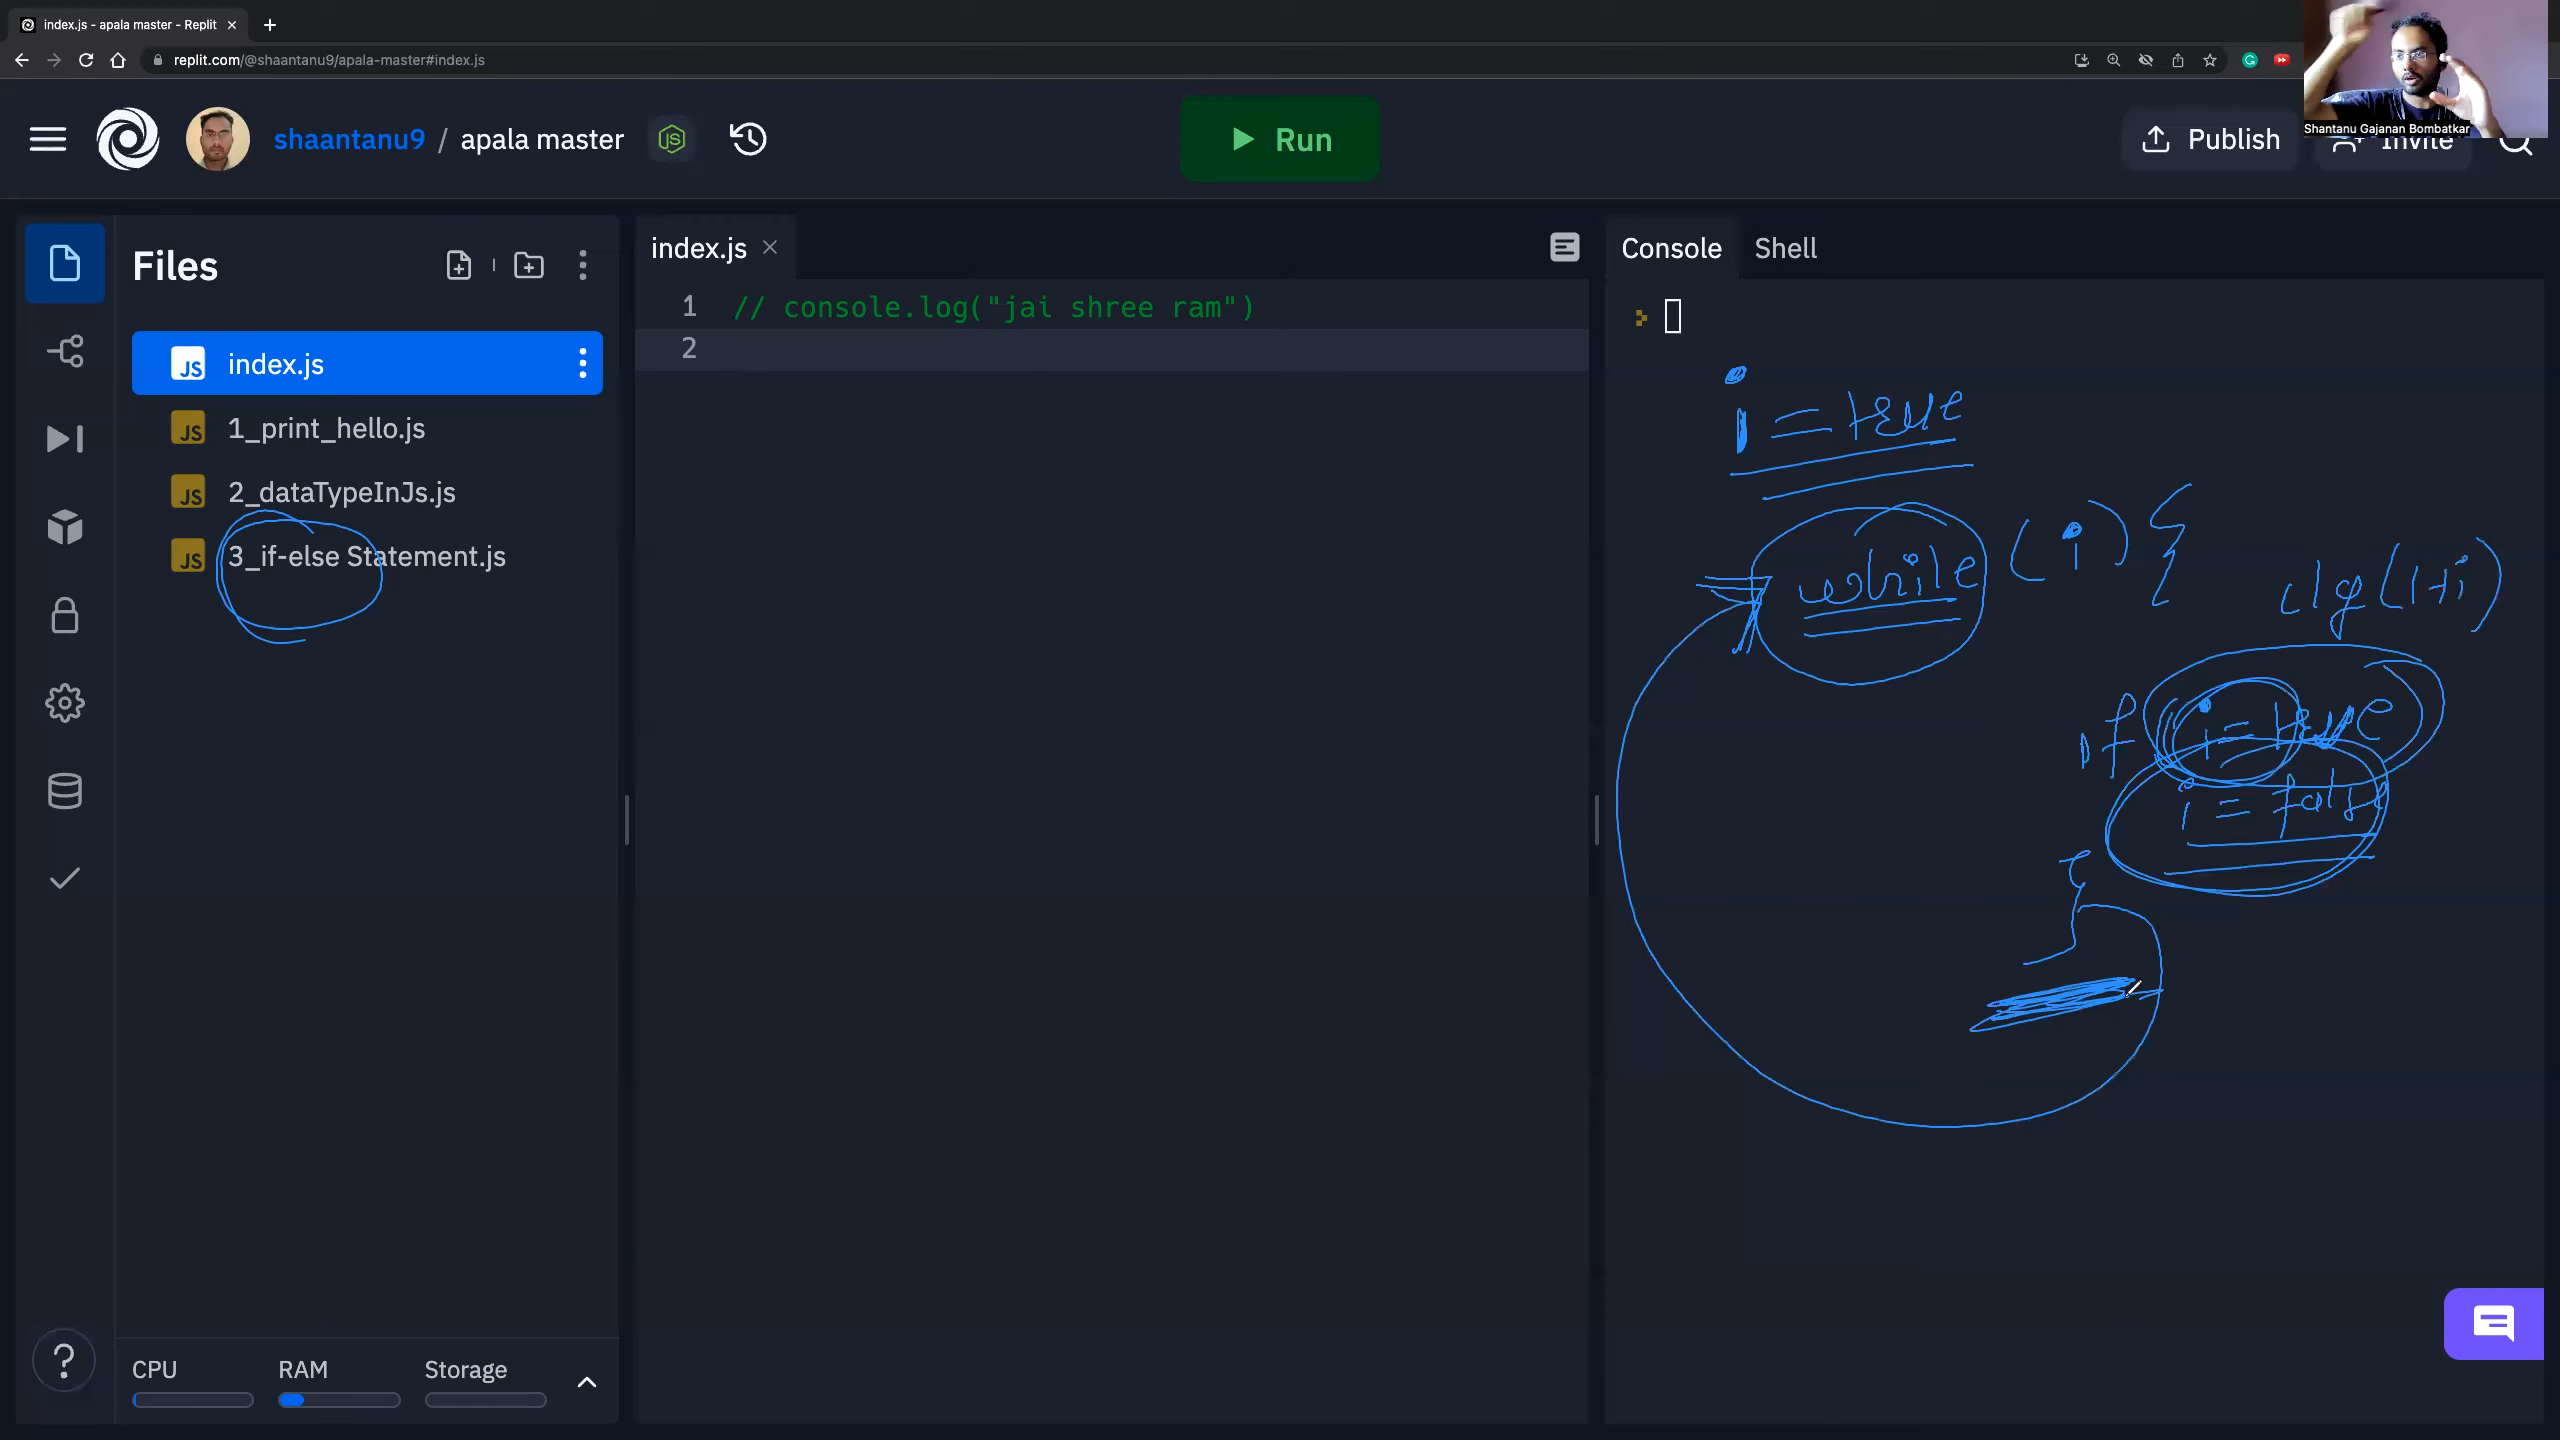 index.js - apala master - Replit
replit.com/@shaantanu9/apala-master#index.js
Shantanu Gajanan Bombatkar
shaantanu9 / apala master
Run
Publish
Invite
Files
index.js
Console
Shell
1 // console.log("jai shree ram")
2
index.js
1_print_hello.js
2_dataTypeInJs.js
3_if-else Statement.js
i = true
while (i) {
clg(1+i)
if i = true
i = false
}
CPU
RAM
Storage